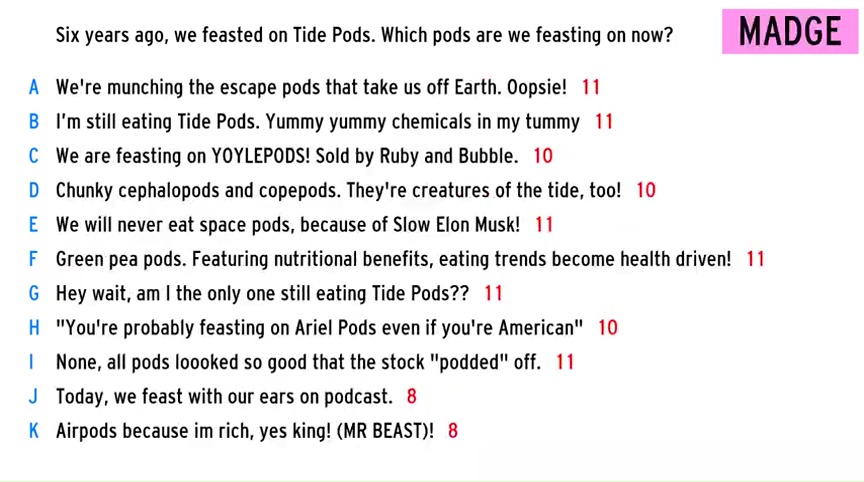 Six years ago, we feasted on Tide Pods. Which pods are we feasting on now?
MADGE
A We're munching the escape pods that take us off Earth. Oopsie! 11
B I'm still eating Tide Pods. Yummy yummy chemicals in my tummy 11
C We are feasting on YOYLEPODS! Sold by Ruby and Bubble. 10
D Chunky cephalopods and copepods. They're creatures of the tide, too! 10
E We will never eat space pods, because of Slow Elon Musk! 11
F Green pea pods. Featuring nutritional benefits, eating trends become health driven! 11
G Hey wait, am I the only one still eating Tide Pods?? 11
H "You're probably feasting on Ariel Pods even if you're American" 10
I None, all pods loooked so good that the stock "podded" off. 11
J Today, we feast with our ears on podcast. 8
K Airpods because im rich, yes king! (MR BEAST)! 8